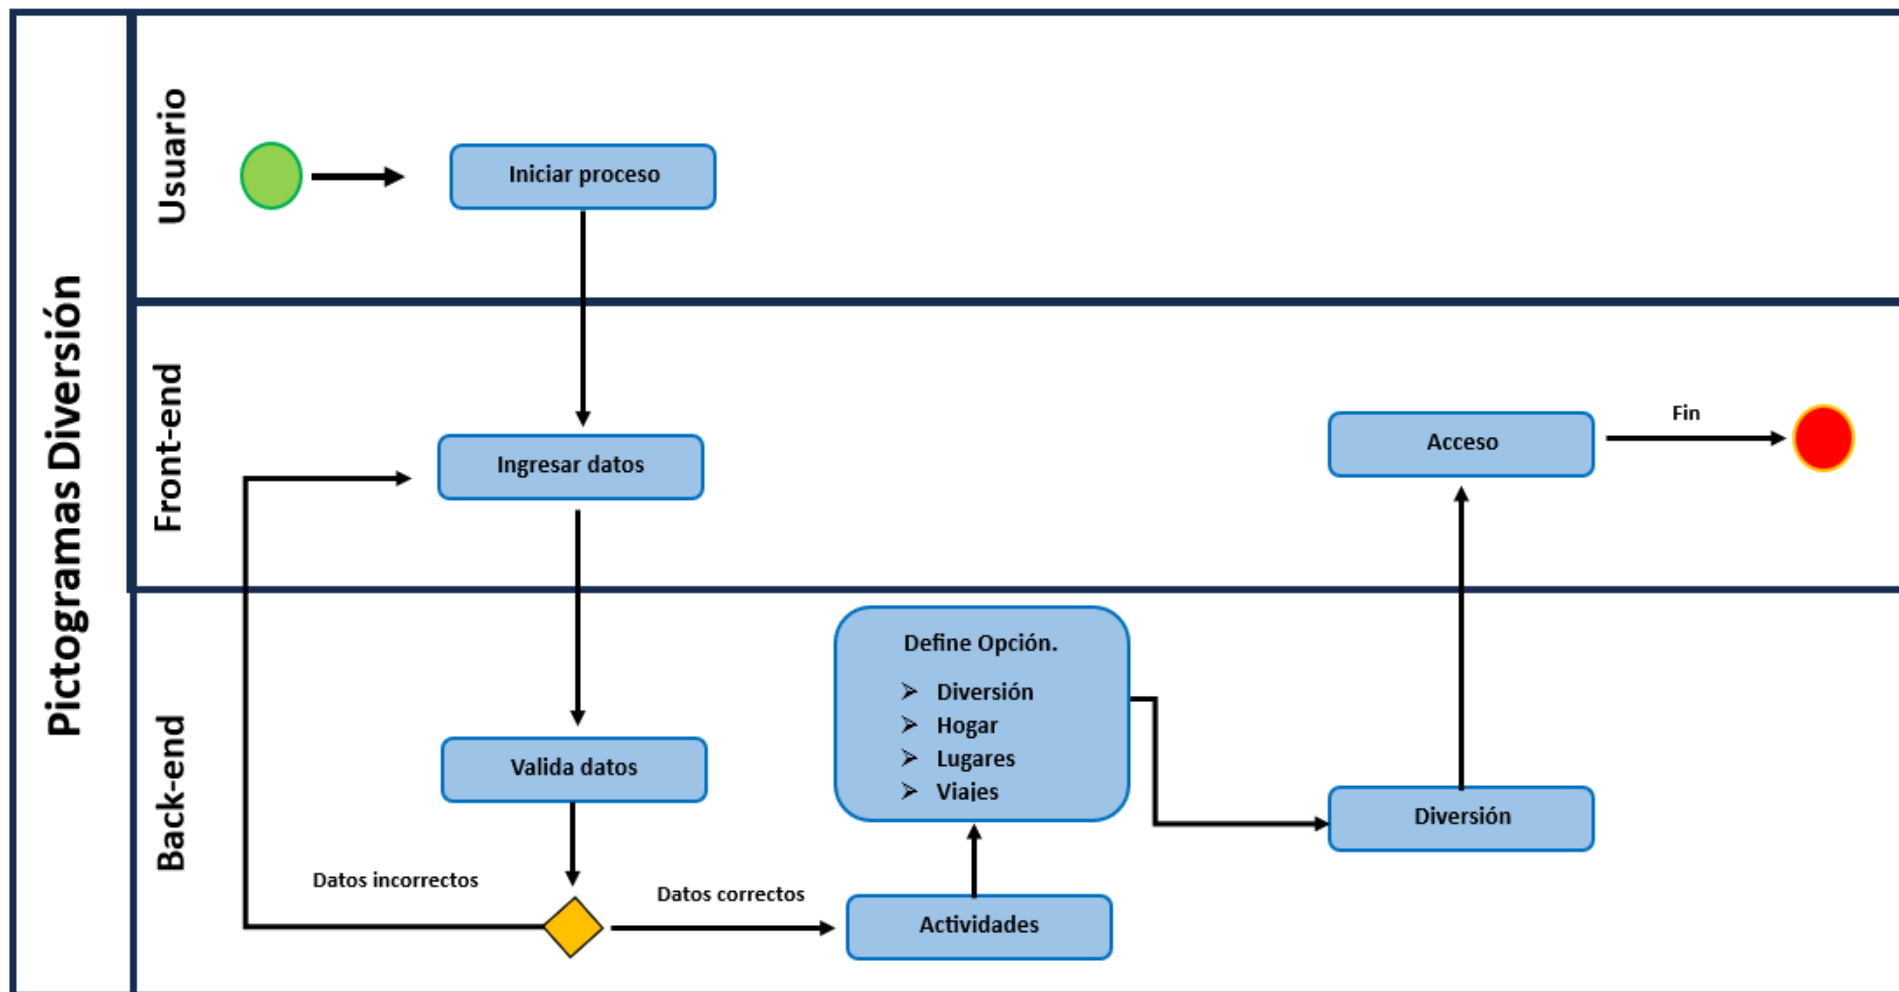 Pictogramas Diversión
Usuario
Iniciar proceso
Front-end
Ingresar datos
Acceso
Fin
Back-end
Valida datos
Datos incorrectos
Datos correctos
Actividades
Define Opción.
➢ Diversión
➢ Hogar
➢ Lugares
➢ Viajes
Diversión